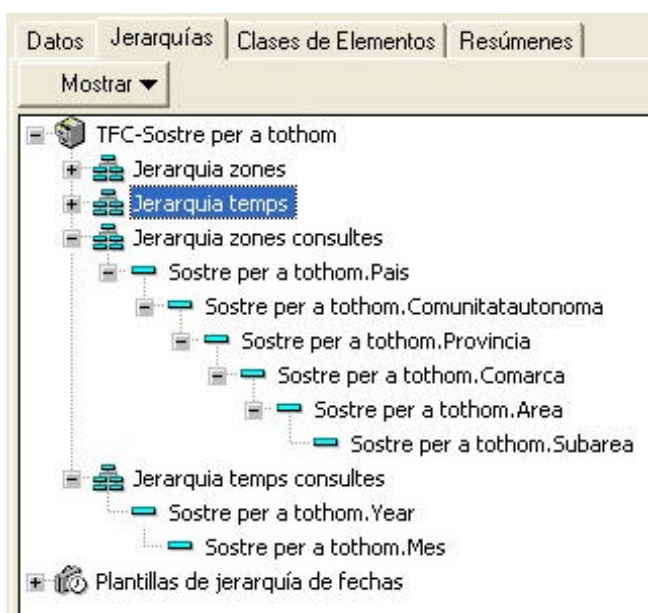 Datos Jerarquías Clases de Elementos Resúmenes
Mostrar
TFC-Sostre per a tothom
Jerarquia zones
Jerarquia temps
Jerarquia zones consultes
Sostre per a tothom.Pais
Sostre per a tothom.Comunitatautonoma
Sostre per a tothom.Provincia
Sostre per a tothom.Comarca
Sostre per a tothom.Area
Sostre per a tothom.Subarea
Jerarquia temps consultes
Sostre per a tothom.Year
Sostre per a tothom.Mes
Plantillas de jerarquía de fechas